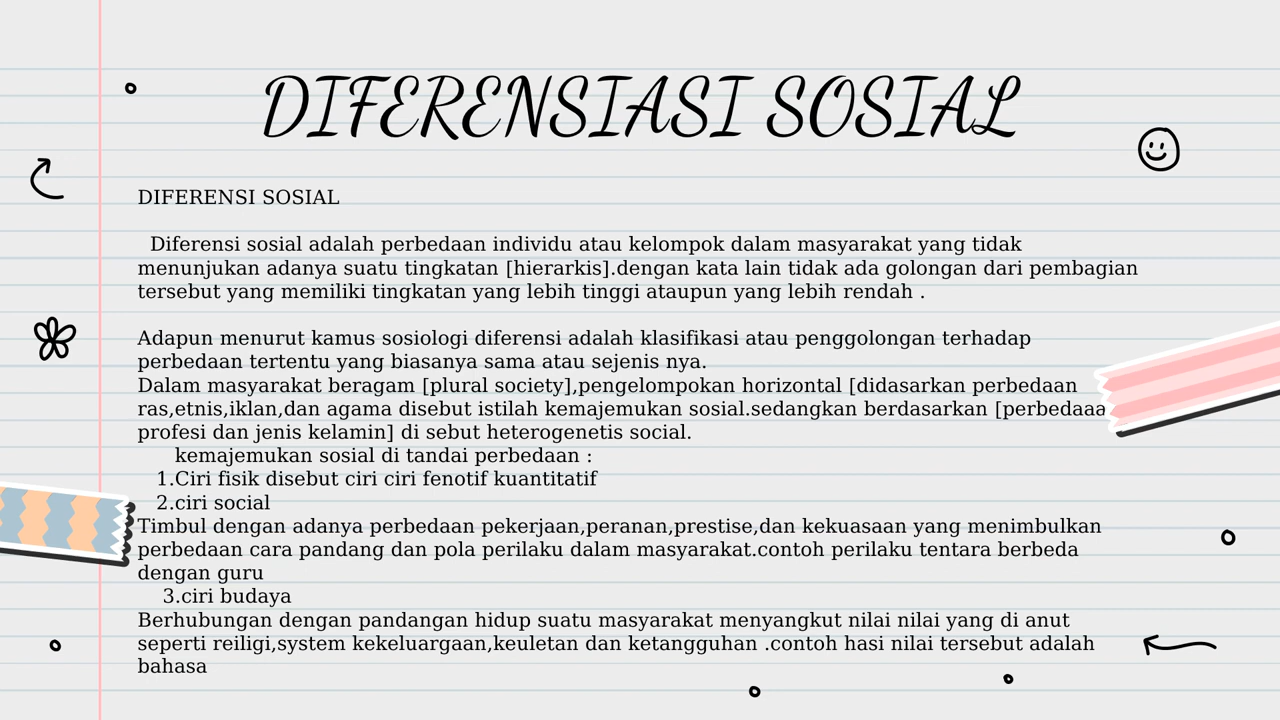 DIFERENSIASI SOSIAL
DIFERENSI SOSIAL
Diferensi sosial adalah perbedaan individu atau kelompok dalam masyarakat yang tidak
menunjukan adanya suatu tingkatan [hierarkis].dengan kata lain tidak ada golongan dari pembagian
tersebut yang memiliki tingkatan yang lebih tinggi ataupun yang lebih rendah .
Adapun menurut kamus sosiologi diferensi adalah klasifikasi atau penggolongan terhadap
perbedaan tertentu yang biasanya sama atau sejenis nya.
Dalam masyarakat beragam [plural society],pengelompokan horizontal [didasarkan perbedaan
ras,etnis,iklan,dan agama disebut istilah kemajemukan sosial.sedangkan berdasarkan [perbedaaa
profesi dan jenis kelamin] di sebut heterogenetis social.
kemajemukan sosial di tandai perbedaan :
1.Ciri fisik disebut ciri ciri fenotif kuantitatif
2.ciri social
Timbul dengan adanya perbedaan pekerjaan,peranan,prestise,dan kekuasaan yang menimbulkan
perbedaan cara pandang dan pola perilaku dalam masyarakat.contoh perilaku tentara berbeda
dengan guru
3.ciri budaya
Berhubungan dengan pandangan hidup suatu masyarakat menyangkut nilai nilai yang di anut
seperti reiligi,system kekeluargaan,keuletan dan ketangguhan .contoh hasi nilai tersebut adalah
bahasa